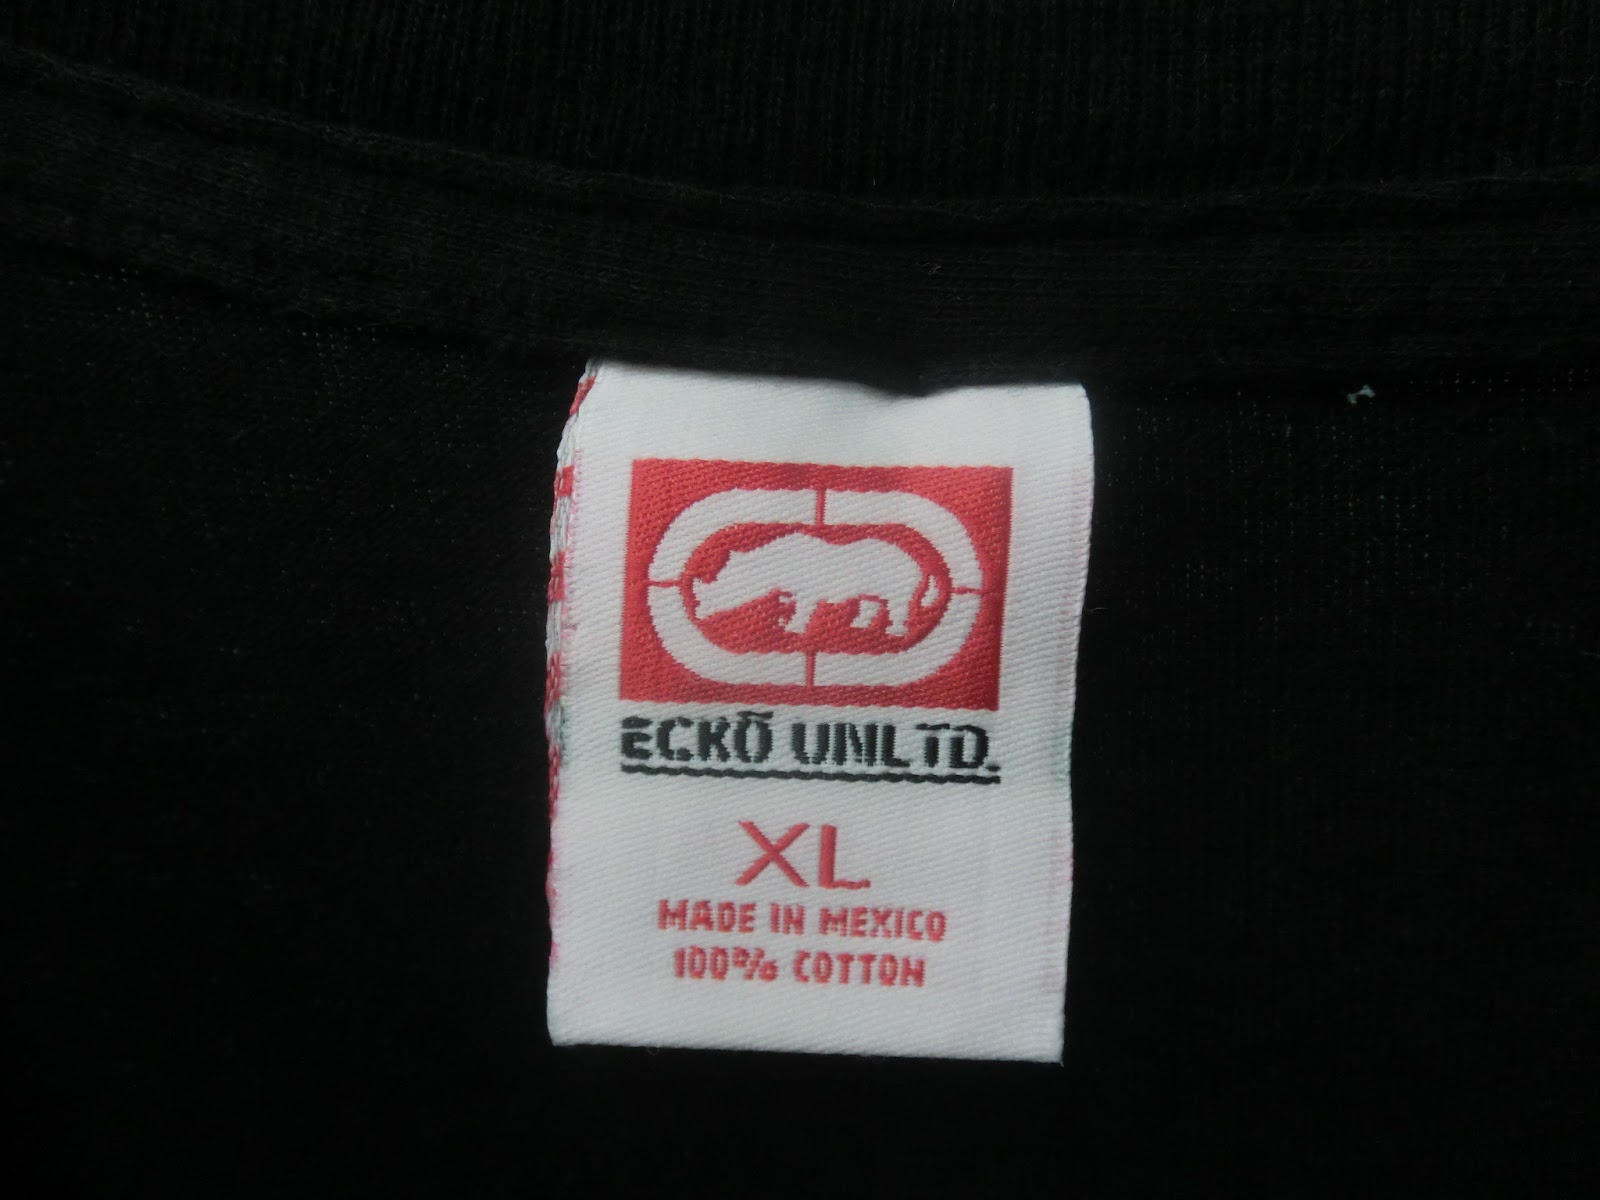 ECKŌ UNLTD.
XL
MADE IN MEXICO
100% COTTON